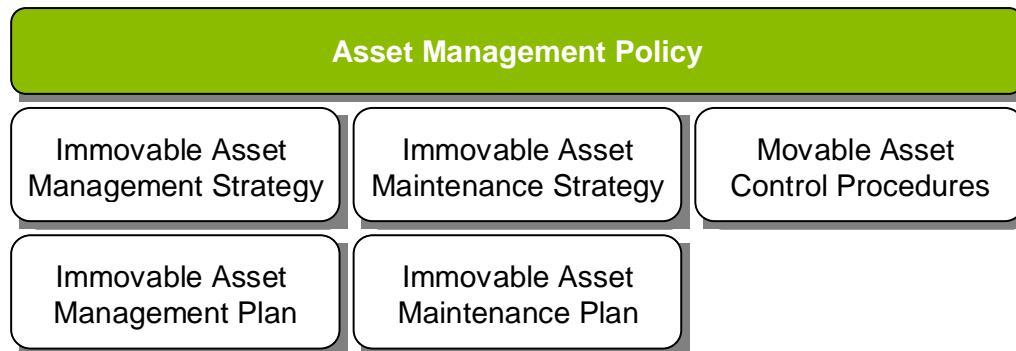 Asset Management Policy
Immovable Asset
Management Strategy
Immovable Asset
Maintenance Strategy
Movable Asset
Control Procedures
Immovable Asset
Management Plan
Immovable Asset
Maintenance Plan